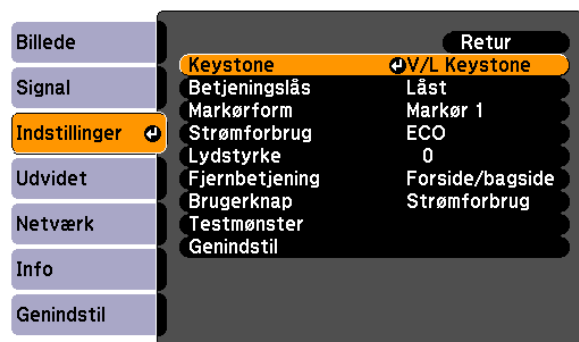 Billede
Signal
Indstillinger
Udvidet
Netværk
Info
Genindstil
Retur
Keystone V/L Keystone
Betjeningslås Låst
Markørform Markør 1
Strømforbrug ECO
Lydstyrke 0
Fjernbetjening Forside/bagside
Brugerknap Strømforbrug
Testmønster
Genindstil